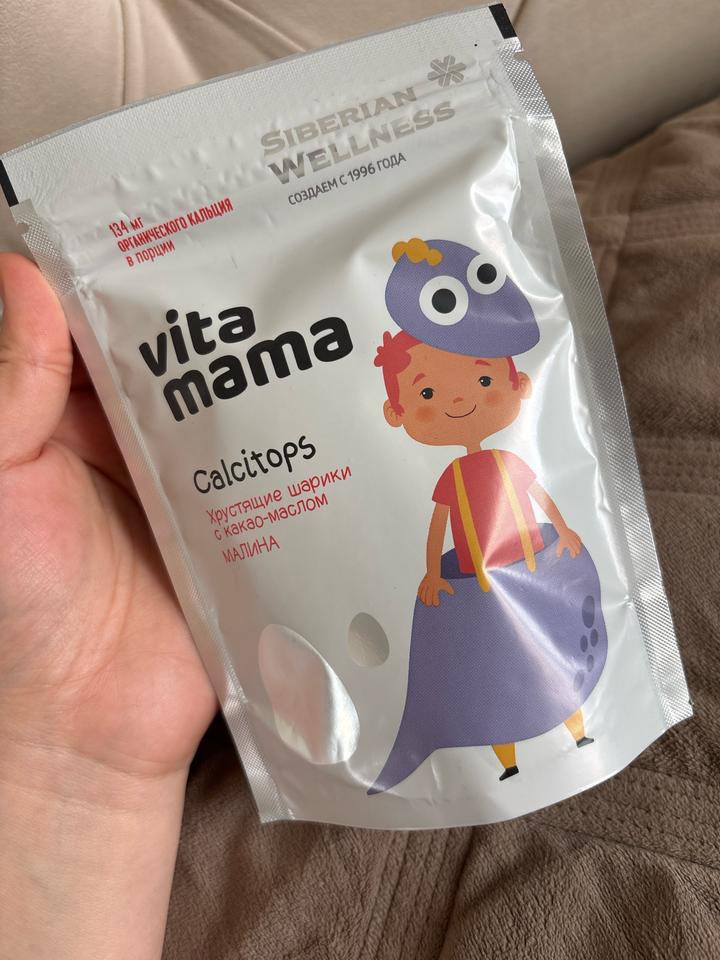 SIBERIAN
WELLNESS
СОЗДАЕМ С 1996 ГОДА
134 мг
ОРГАНИЧЕСКОГО КАЛЬЦИЯ
в порции
vita
mama
Calcitops
Хрустящие шарики
с какао-маслом
МАЛИНА